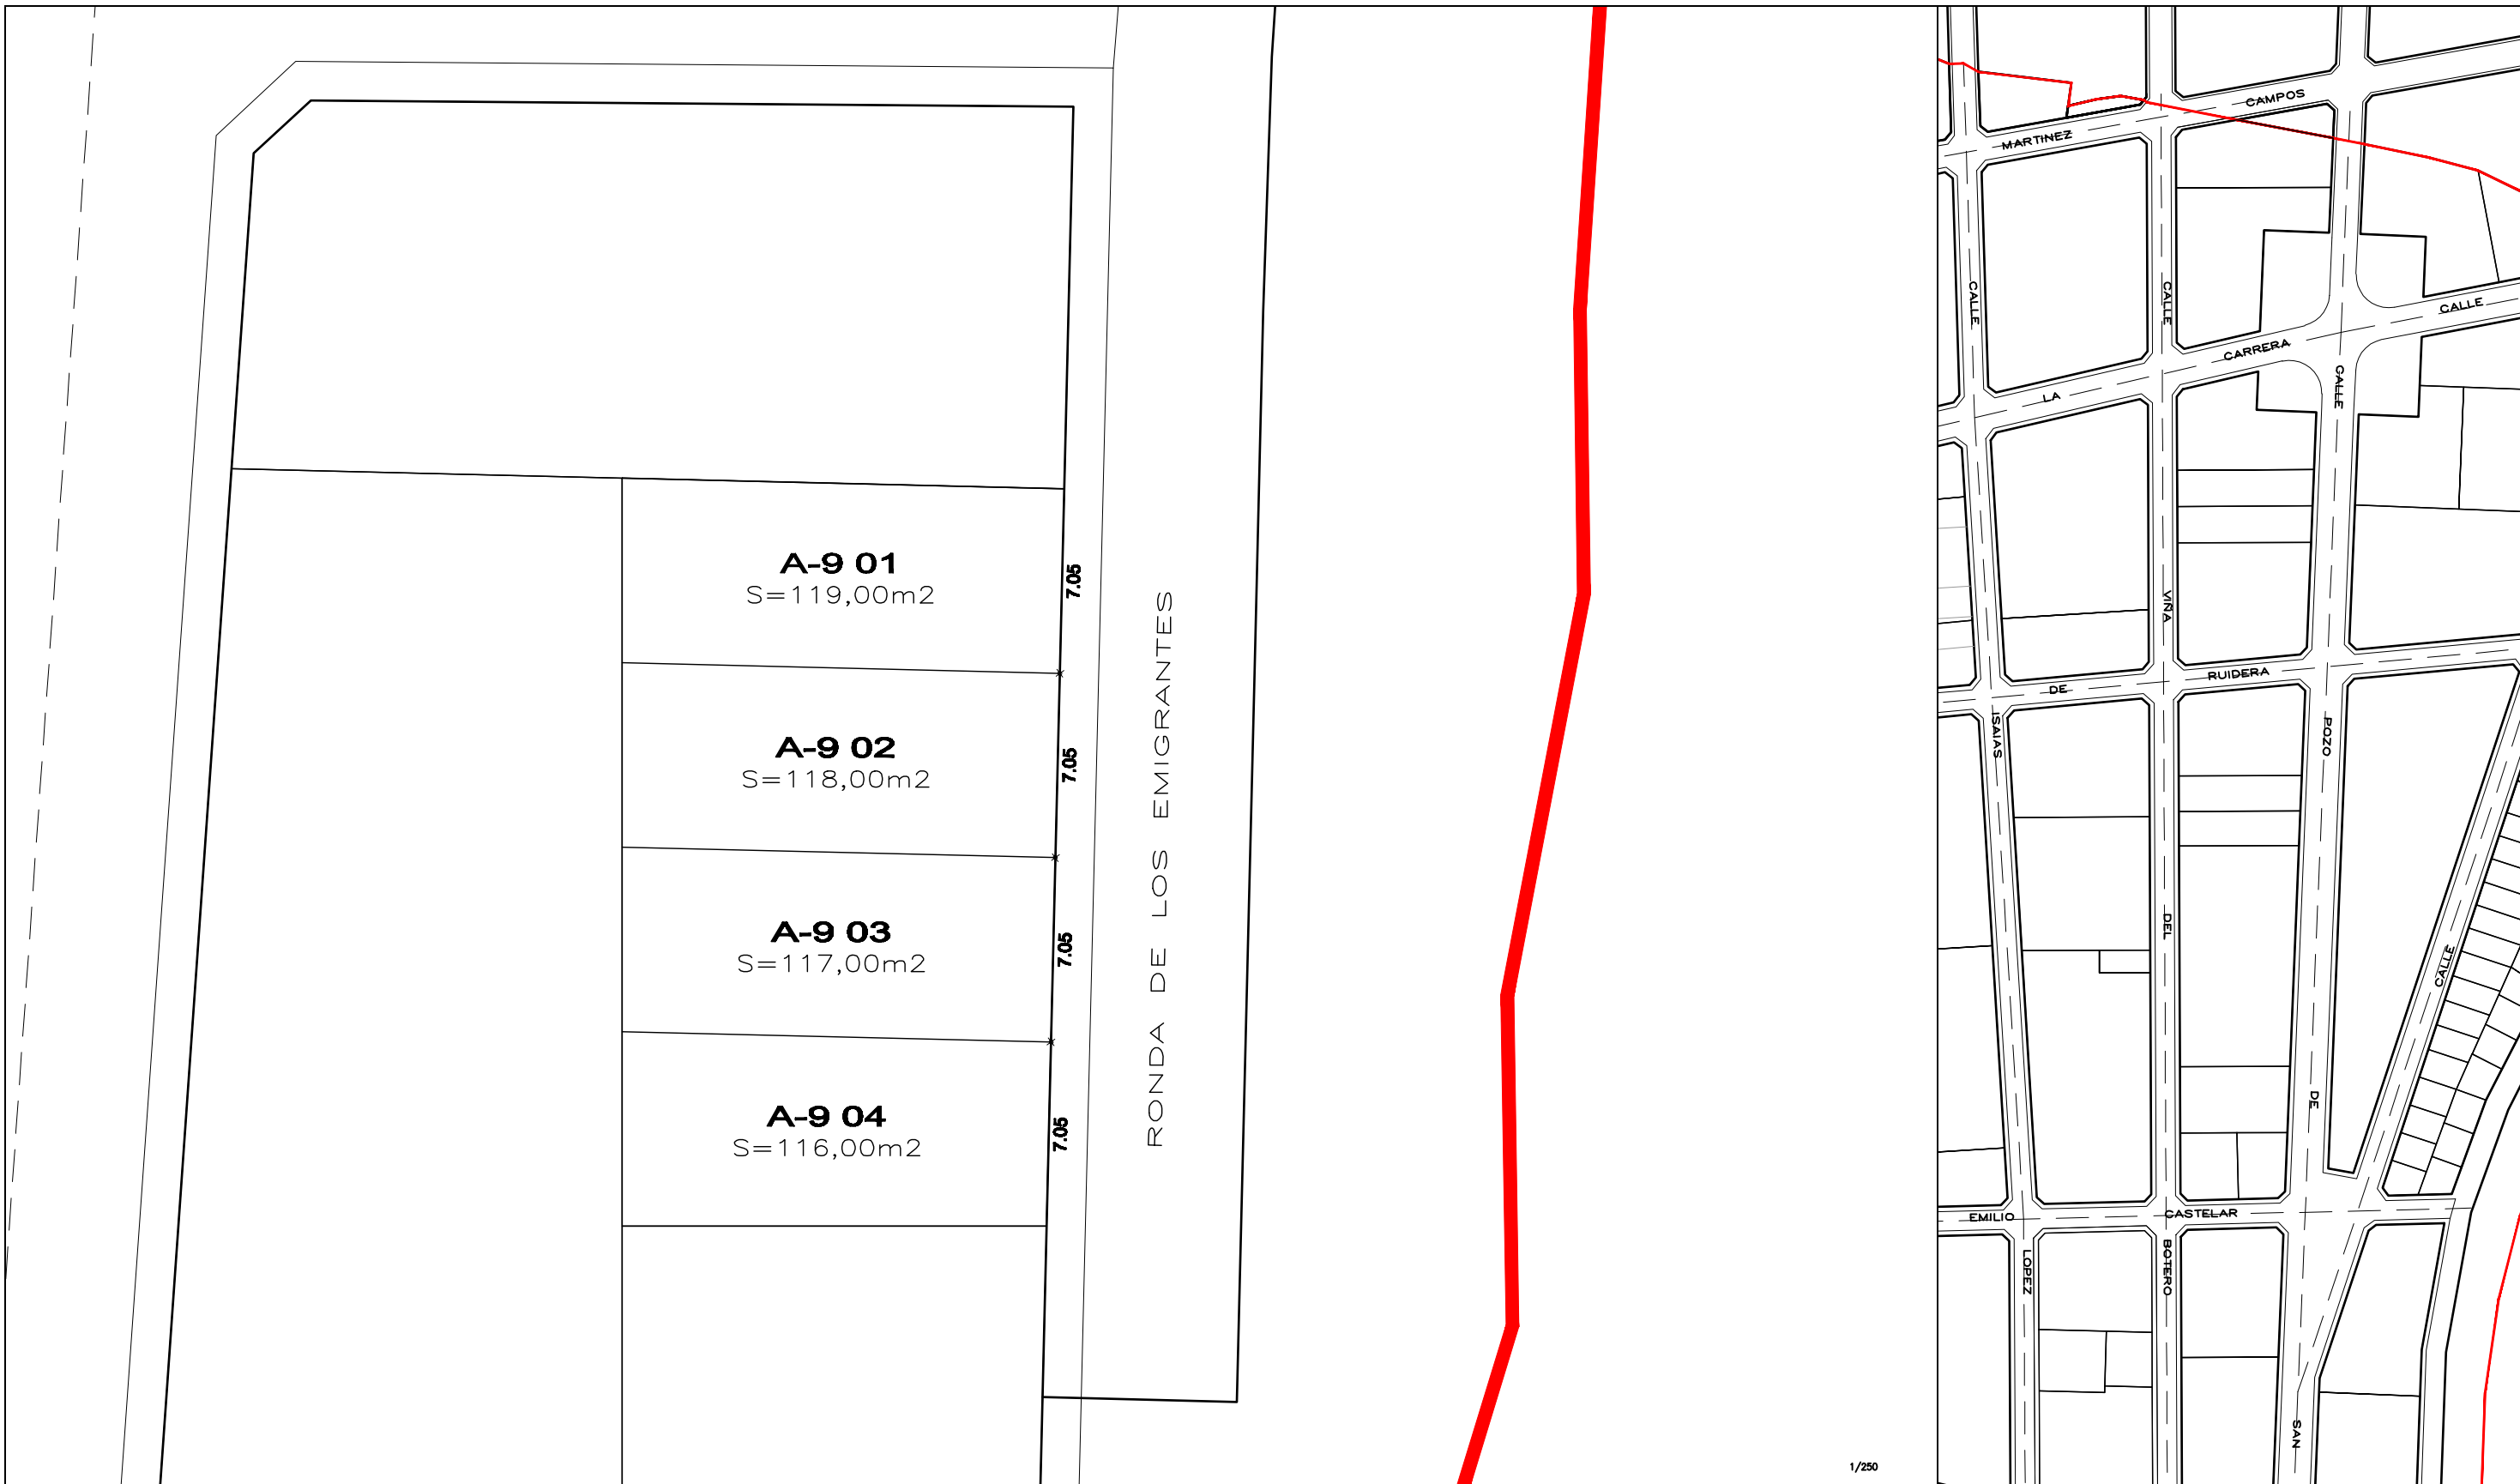 A-9 01
S=119,00m2
7.05
A-9 02
S=118,00m2
7.05
A-9 03
S=117,00m2
7.05
A-9 04
S=116,00m2
7.05
RONDA DE LOS EMIGRANTES
1/250
MARTINEZ CAMPOS
CALLE
CALLE
CALLE
LA CARRERA
CALLE
VIÑA
DE RUIDERA
ISAIAS
POZO
DEL
CALLE
DE
EMILIO CASTELAR
LOPEZ
BOTERO
SAN